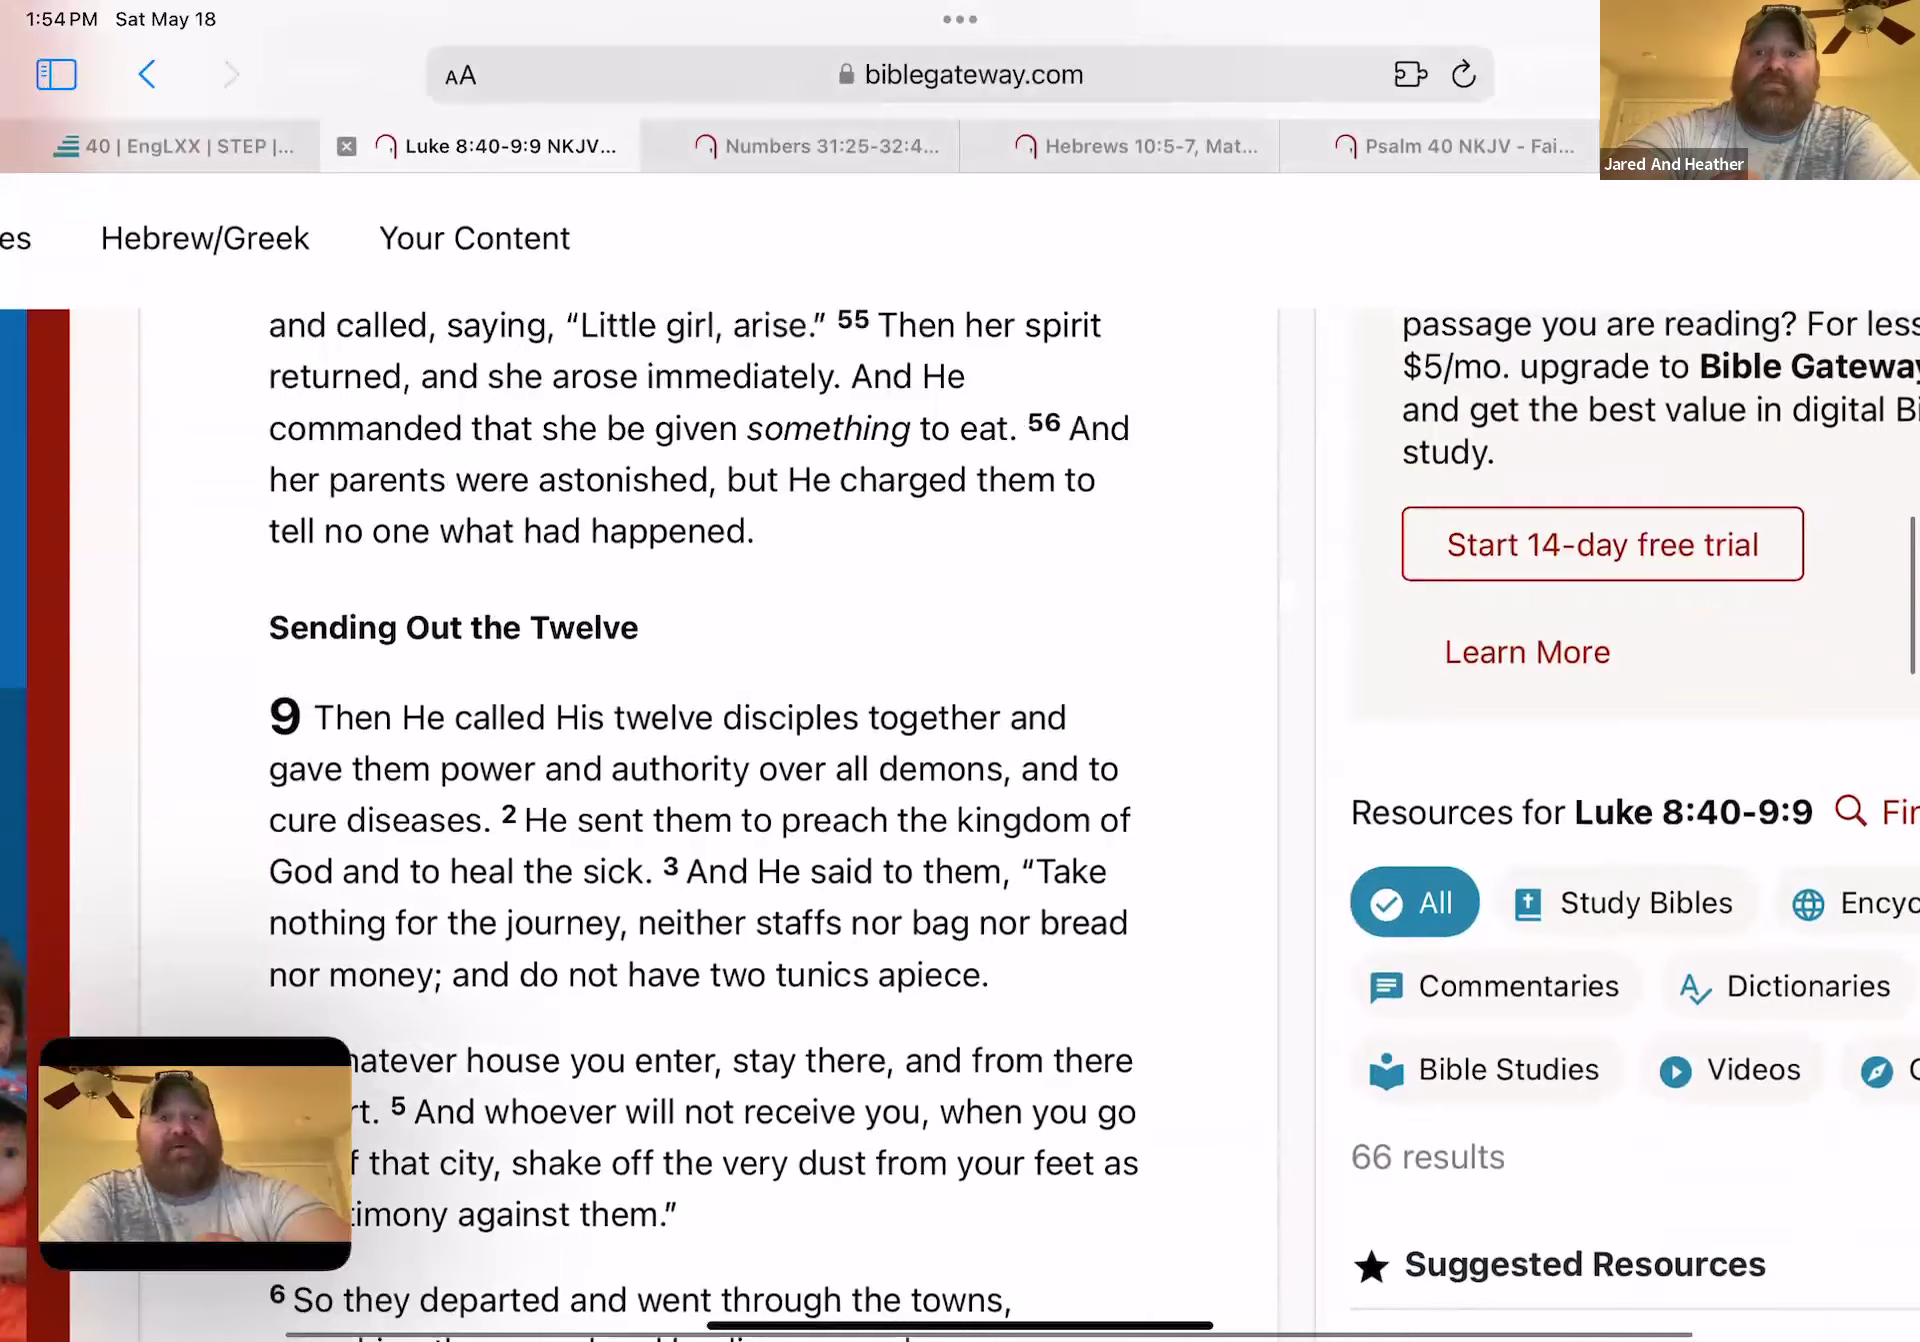 1:54 PM Sat May 18
AA
biblegateway.com
40 | EngLXX | STEP |...
Luke 8:40-9:9 NKJV...
Numbers 31:25-32:4...
Hebrews 10:5-7, Mat...
Psalm 40 NKJV - Fai...
Jared And Heather
es
Hebrew/Greek
Your Content
and called, saying, “Little girl, arise.” 55 Then her spirit
returned, and she arose immediately. And He
commanded that she be given something to eat. 56 And
her parents were astonished, but He charged them to
tell no one what had happened.
Sending Out the Twelve
9 Then He called His twelve disciples together and
gave them power and authority over all demons, and to
cure diseases. 2 He sent them to preach the kingdom of
God and to heal the sick. 3 And He said to them, “Take
nothing for the journey, neither staffs nor bag nor bread
nor money; and do not have two tunics apiece.
hatever house you enter, stay there, and from there
rt. 5 And whoever will not receive you, when you go
f that city, shake off the very dust from your feet as
timony against them.”
6 So they departed and went through the towns,
passage you are reading? For less
$5/mo. upgrade to Bible Gateway
and get the best value in digital Bi
study.
Start 14-day free trial
Learn More
Resources for Luke 8:40-9:9
Fin
All
Study Bibles
Encyc
Commentaries
Dictionaries
Bible Studies
Videos
66 results
Suggested Resources